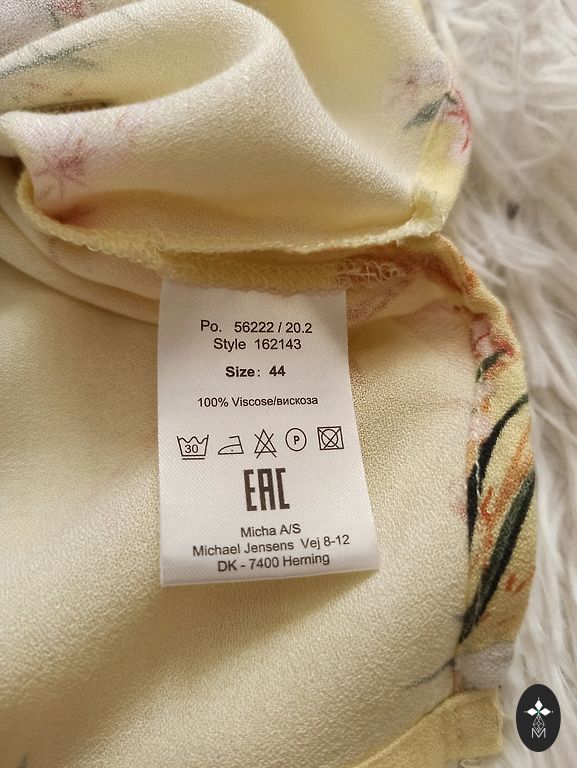 Po. 56222 / 20.2
Style 162143
Size: 44
100% Viscose/вискоза
30 P
EAC
Micha A/S
Michael Jensens Vej 8-12
DK - 7400 Herning
M